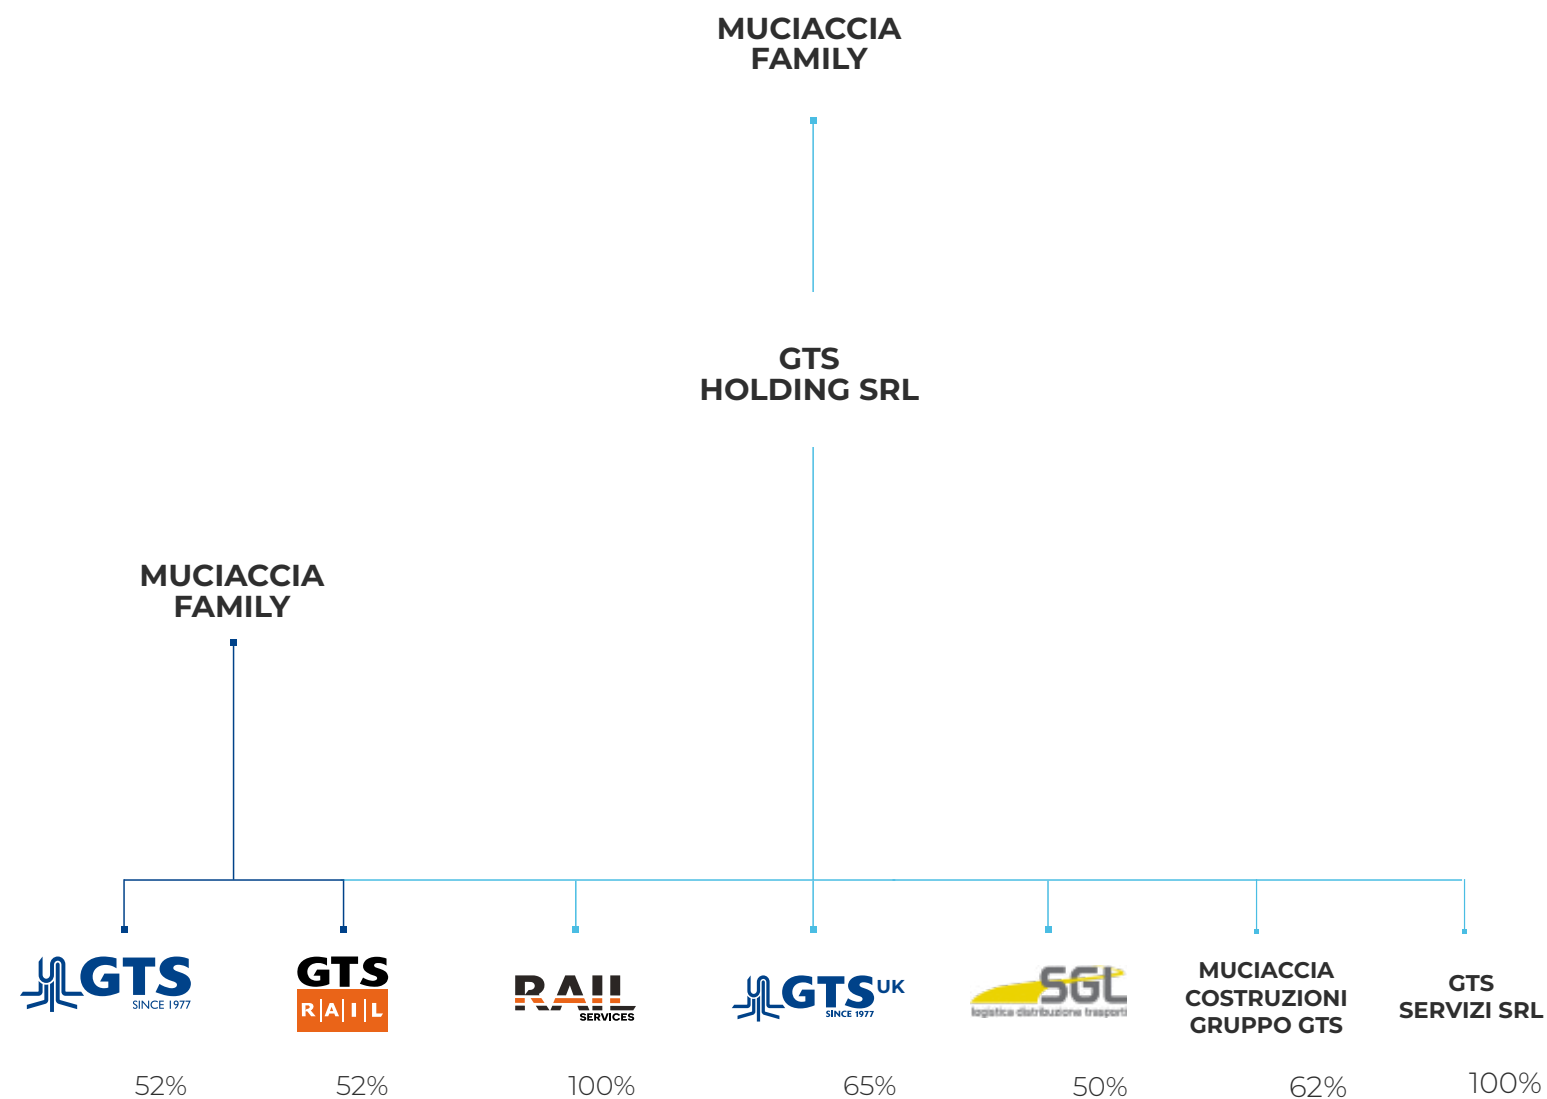 MUCIACCIA
FAMILY
GTS
HOLDING SRL
MUCIACCIA
FAMILY
GTS
SINCE 1977
GTS
R|A|I|L
RAIL
SERVICES
GTS UK
SINCE 1977
SGL
logistica distribuzione trasporti
MUCIACCIA
COSTRUZIONI
GRUPPO GTS
GTS
SERVIZI SRL
52%
52%
100%
65%
50%
62%
100%